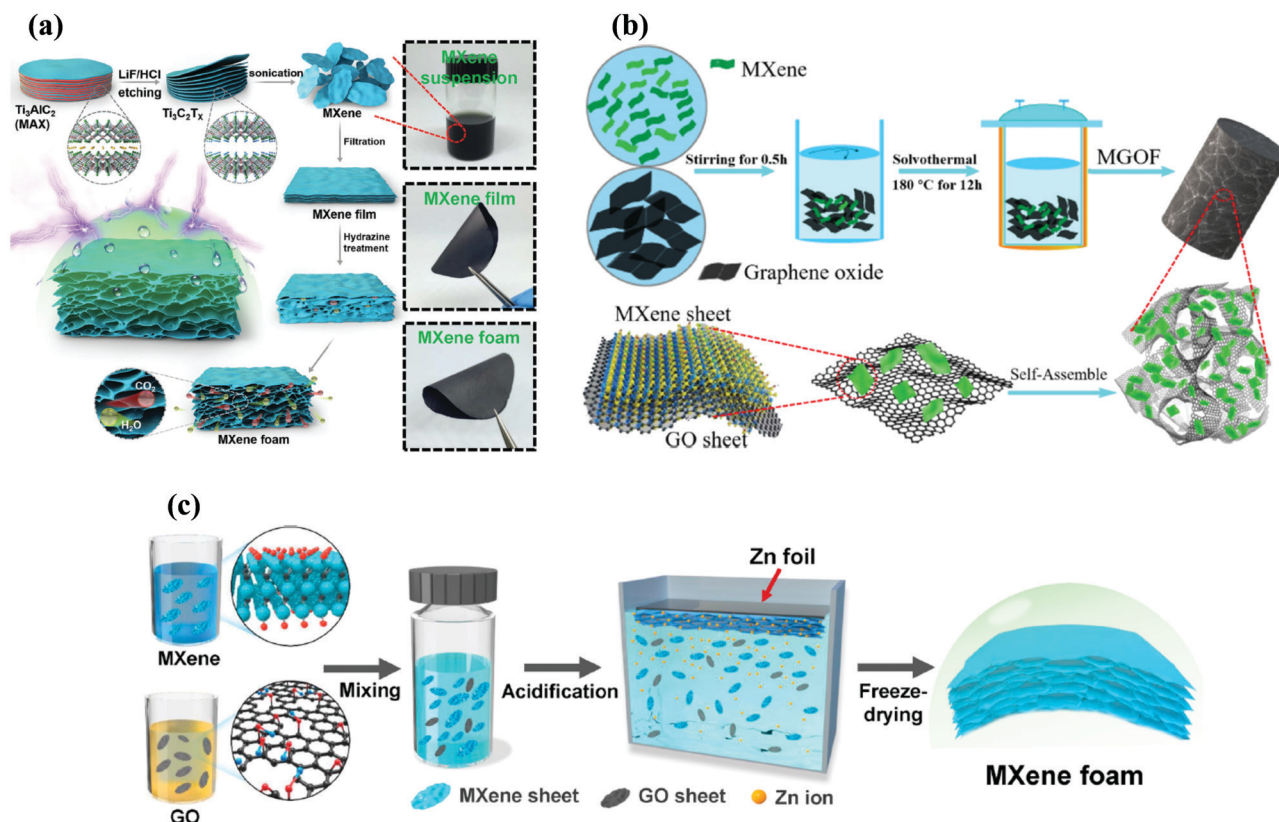 (a)
LiF/HCl
etching
sonication
Ti₃AlC₂
(MAX)
Ti₃C₂Tₓ
MXene
MXene
suspension
Filtration
MXene film
MXene film
Hydrazine
treatment
MXene foam
CO₂
H₂O
MXene foam
(b)
MXene
Stirring for 0.5h
Solvothermal
180 °C for 12h
MGOF
Graphene oxide
MXene sheet
GO sheet
Self-Assemble
(c)
MXene
GO
Mixing
Acidification
Zn foil
Freeze-
drying
MXene foam
MXene sheet
GO sheet
Zn ion